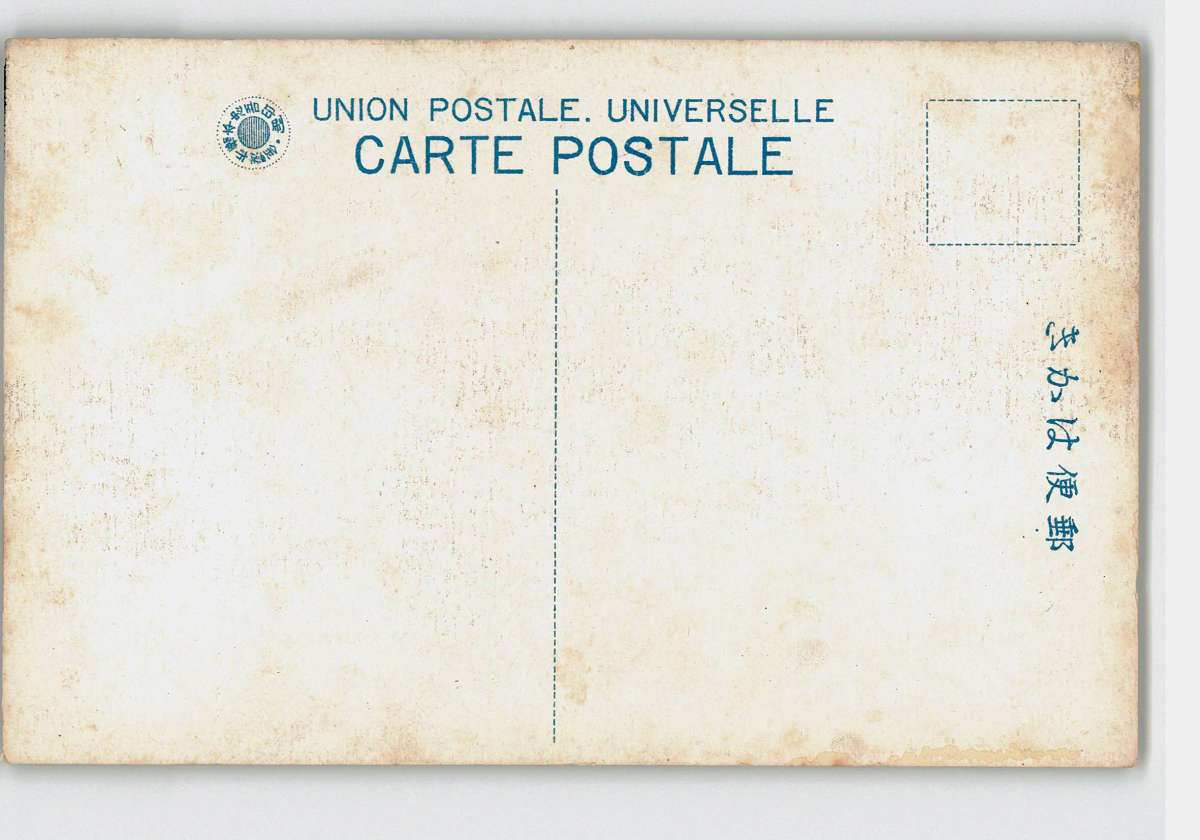 UNION POSTALE. UNIVERSELLE
CARTE POSTALE
きかは便郵